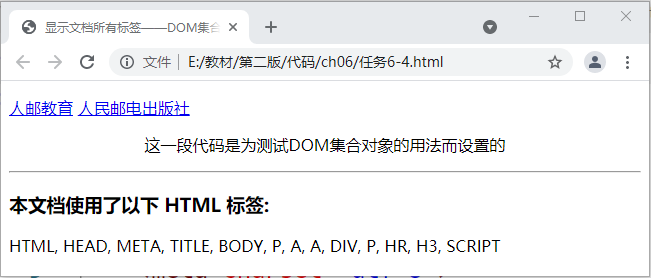 显示文档所有标签——DOM集合
文件 E:/教材/第二版/代码/ch06/任务6-4.html
人邮教育 人民邮电出版社
这一段代码是为测试DOM集合对象的用法而设置的
本文档使用了以下 HTML 标签:
HTML, HEAD, META, TITLE, BODY, P, A, A, DIV, P, HR, H3, SCRIPT